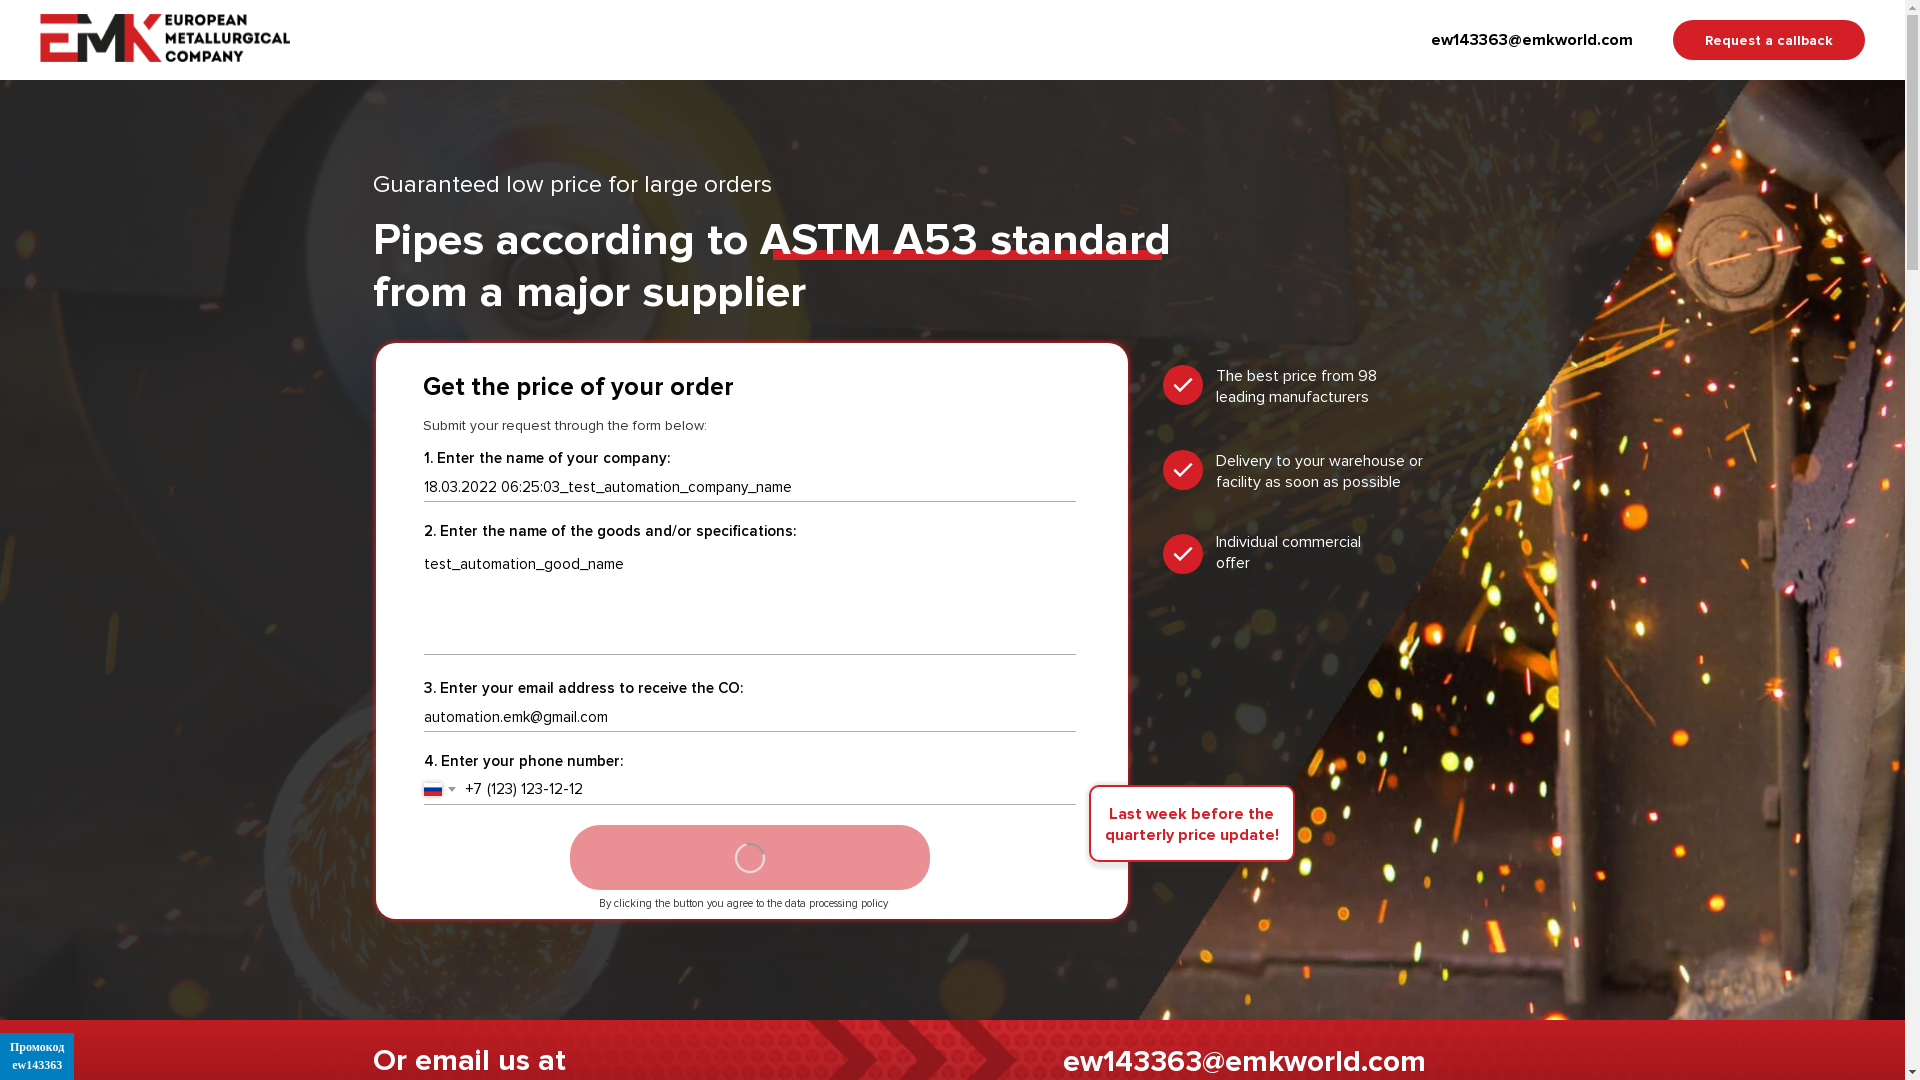 EMK EUROPEAN
METALLURGICAL
COMPANY
ew143363@emkworld.com
Request a callback
Guaranteed low price for large orders
Pipes according to ASTM A53 standard
from a major supplier
Get the price of your order
Submit your request through the form below:
1. Enter the name of your company:
18.03.2022 06:25:03_test_automation_company_name
2. Enter the name of the goods and/or specifications:
test_automation_good_name
3. Enter your email address to receive the CO:
automation.emk@gmail.com
4. Enter your phone number:
+7 (123) 123-12-12
By clicking the button you agree to the data processing policy
The best price from 98
leading manufacturers
Delivery to your warehouse or
facility as soon as possible
Individual commercial
offer
Last week before the
quarterly price update!
Or email us at
ew143363@emkworld.com
Промокод
ew143363